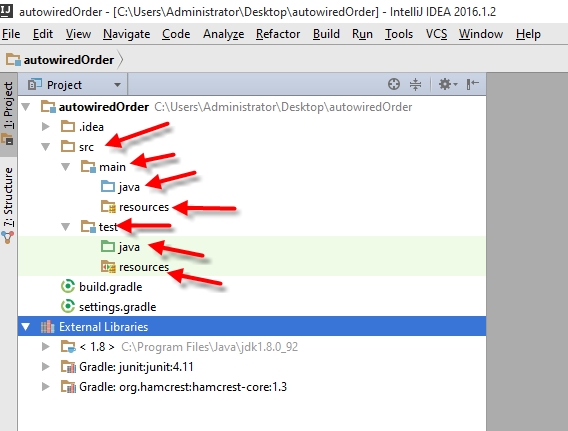 autowiredOrder - [C:\Users\Administrator\Desktop\autowiredOrder] - IntelliJ IDEA 2016.1.2
File Edit View Navigate Code Analyze Refactor Build Run Tools VCS Window Help
autowiredOrder
1: Project
7: Structure
Project
autowiredOrder C:\Users\Administrator\Desktop\autowiredOrder
.idea
src
main
java
resources
test
java
resources
build.gradle
settings.gradle
External Libraries
< 1.8 > C:\Program Files\Java\jdk1.8.0_92
Gradle: junit:junit:4.11
Gradle: org.hamcrest:hamcrest-core:1.3